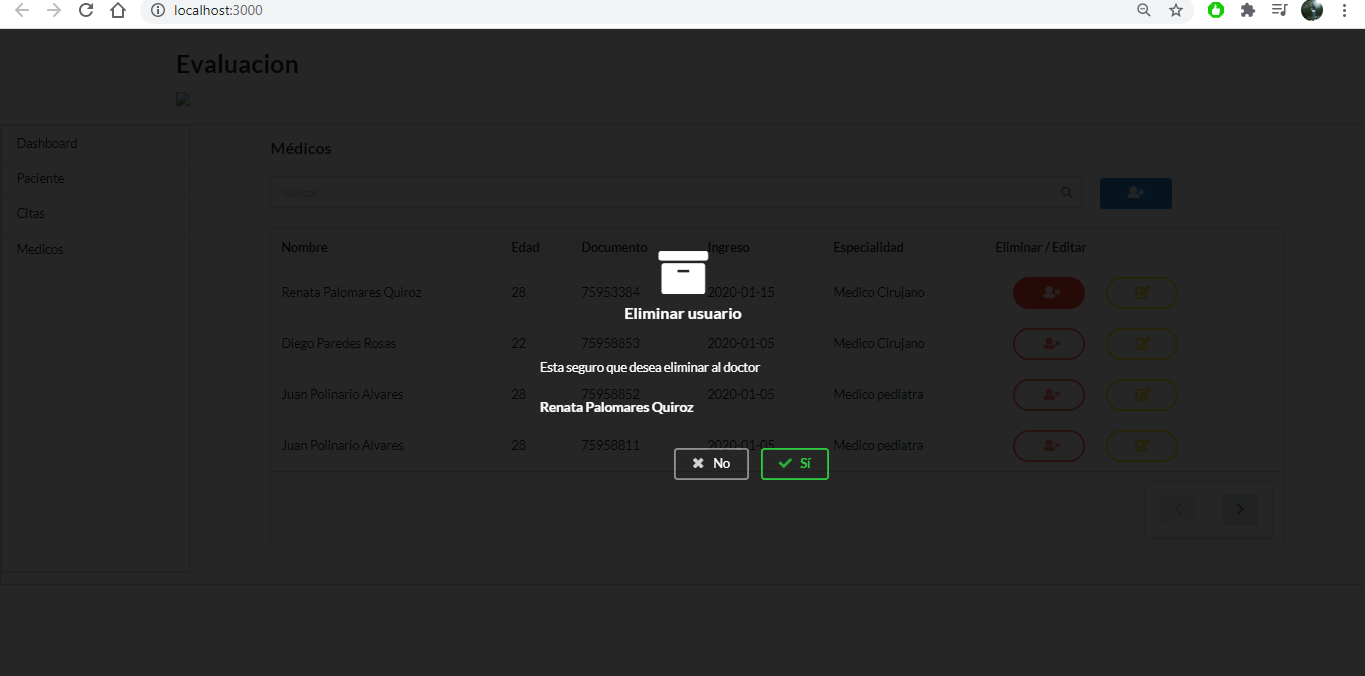 localhost:3000
Evaluacion
Dashboard
Paciente
Citas
Medicos
Médicos
Buscar...
Nombre Edad Documento Ingreso Especialidad Eliminar / Editar
Renata Palomares Quiroz 28 75953384 2020-01-15 Medico Cirujano
Diego Paredes Rosas 22 75958853 2020-01-05 Medico Cirujano
Juan Polinario Alvares 28 75958852 2020-01-05 Medico pediatra
Juan Polinario Alvares 28 75958811 2020-01-05 Medico pediatra
Eliminar usuario
Esta seguro que desea eliminar al doctor
Renata Palomares Quiroz
No Sí